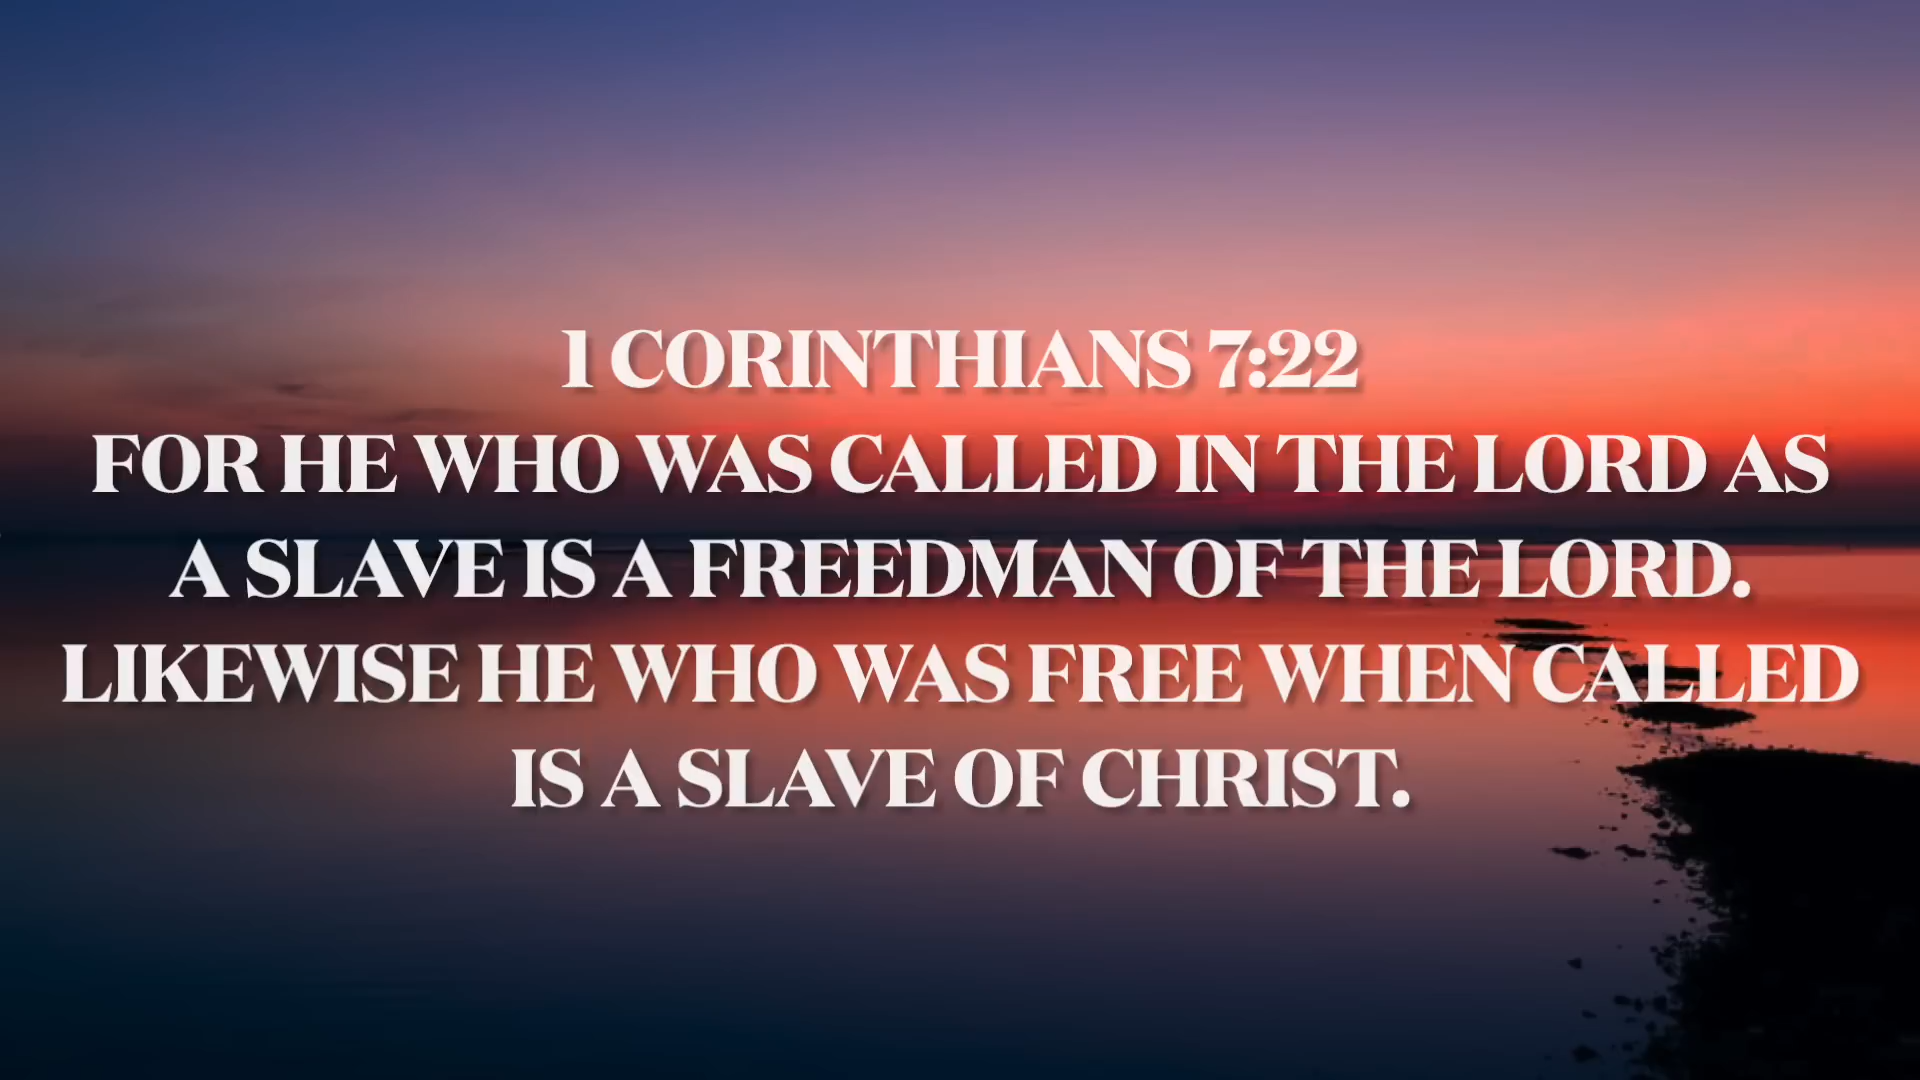 1 CORINTHIANS 7:22
FOR HE WHO WAS CALLED IN THE LORD AS
A SLAVE IS A FREEDMAN OF THE LORD.
LIKEWISE HE WHO WAS FREE WHEN CALLED
IS A SLAVE OF CHRIST.